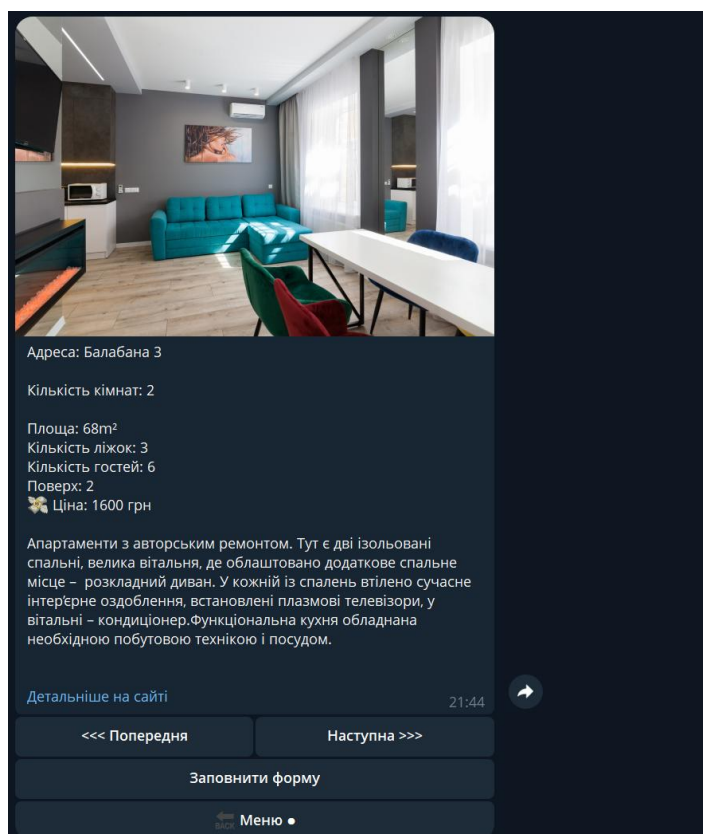 Адреса: Балабана 3
Кількість кімнат: 2
Площа: 68m²
Кількість ліжок: 3
Кількість гостей: 6
Поверх: 2
💸 Ціна: 1600 грн
Апартаменти з авторським ремонтом. Тут є дві ізольовані
спальні, велика вітальня, де облаштовано додаткове спальне
місце – розкладний диван. У кожній із спалень втілено сучасне
інтер'єрне оздоблення, встановлені плазмові телевізори, у
вітальні – кондиціонер.Функціональна кухня обладнана
необхідною побутовою технікою і посудом.
Детальніше на сайті
21:44
<<< Попередня
Наступна >>>
Заповнити форму
BACK Меню ●